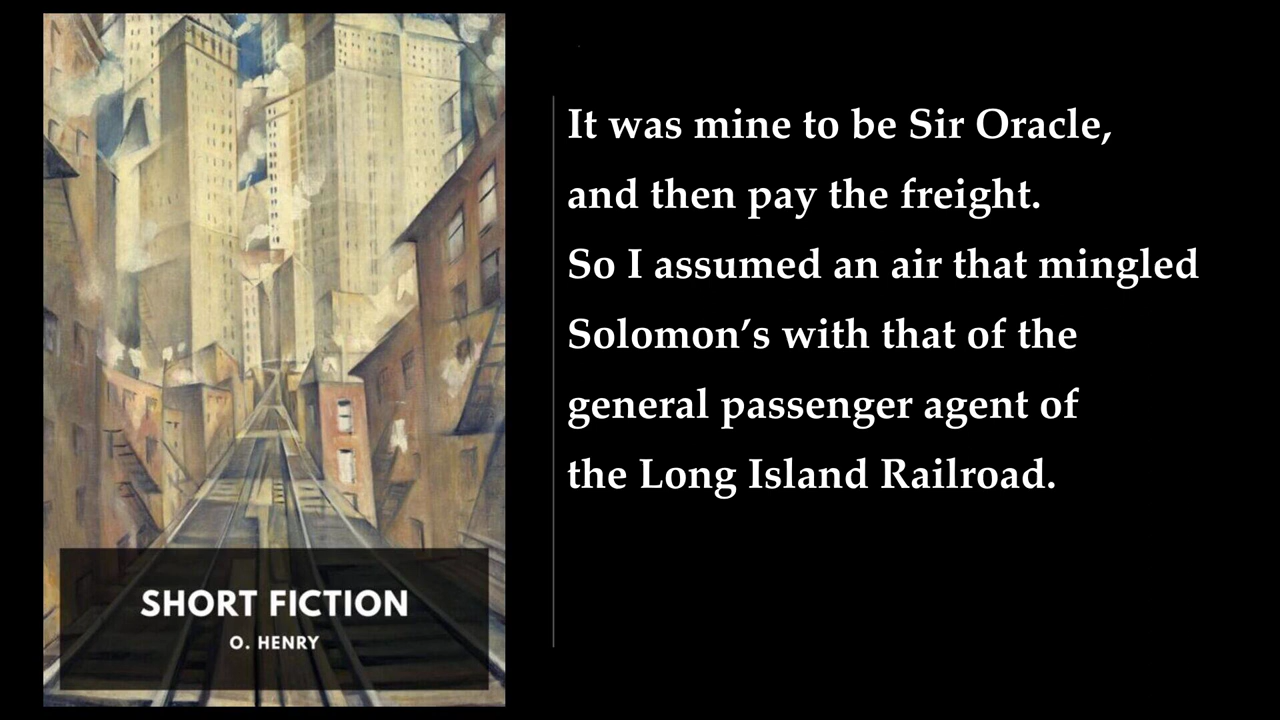 It was mine to be Sir Oracle,
and then pay the freight.
So I assumed an air that mingled
Solomon’s with that of the
general passenger agent of
the Long Island Railroad.
SHORT FICTION
O. HENRY